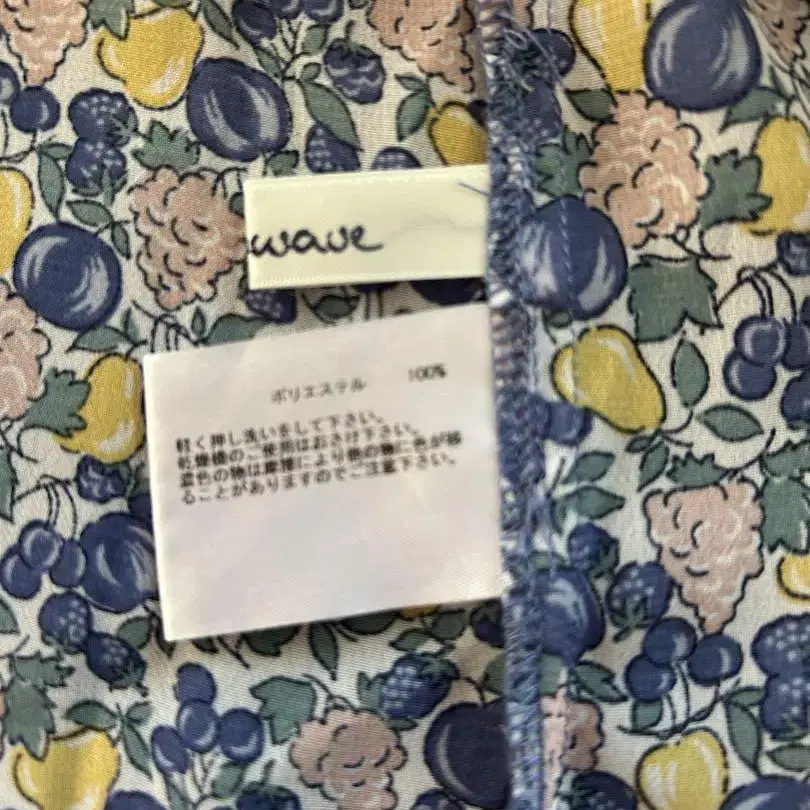 wave
ポリエステル 100%
軽く押し洗いをして下さい。
乾燥機のご使用はおさけ下さい。
濃色の物は摩擦により他の物に色が移
ることがありますのでご注意下さい。